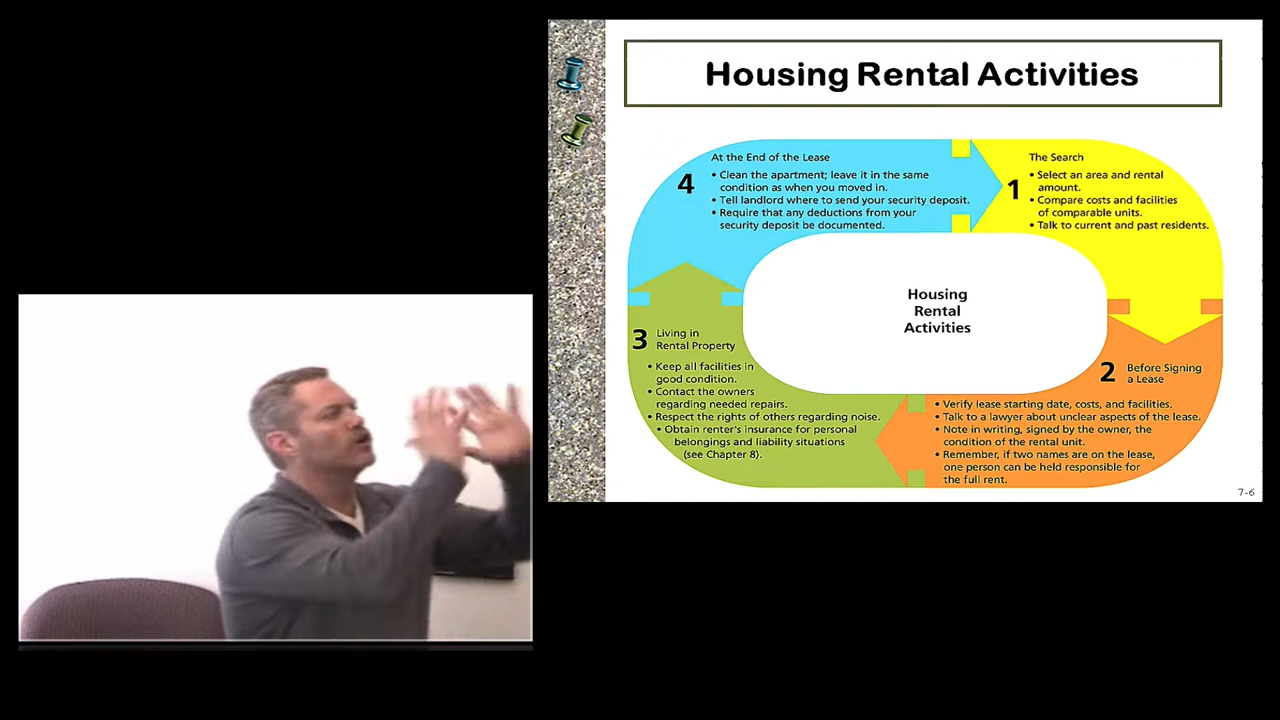 Housing Rental Activities
At the End of the Lease
4
• Clean the apartment; leave it in the same
condition as when you moved in.
• Tell landlord where to send your security deposit.
• Require that any deductions from your
security deposit be documented.
The Search
1
• Select an area and rental
amount.
• Compare costs and facilities
of comparable units.
• Talk to current and past residents.
Housing
Rental
Activities
3 Living in
Rental Property
• Keep all facilities in
good condition.
• Contact the owners
regarding needed repairs.
• Respect the rights of others regarding noise.
• Obtain renter's insurance for personal
belongings and liability situations
(see Chapter 8).
2 Before Signing
a Lease
• Verify lease starting date, costs, and facilities.
• Talk to a lawyer about unclear aspects of the lease.
• Note in writing, signed by the owner, the
condition of the rental unit.
• Remember, if two names are on the lease,
one person can be held responsible for
the full rent.
7-6